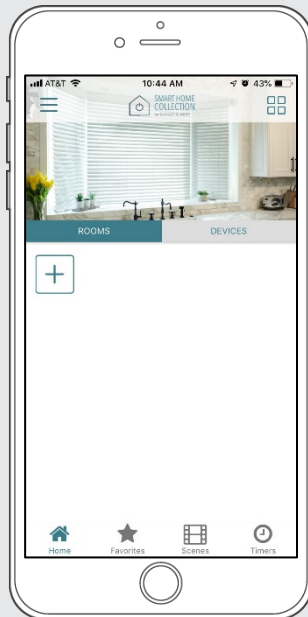 AT&T 10:44 AM 43%
SMART HOME
COLLECTION
ROOMS DEVICES
Home Favorites Scenes Timers